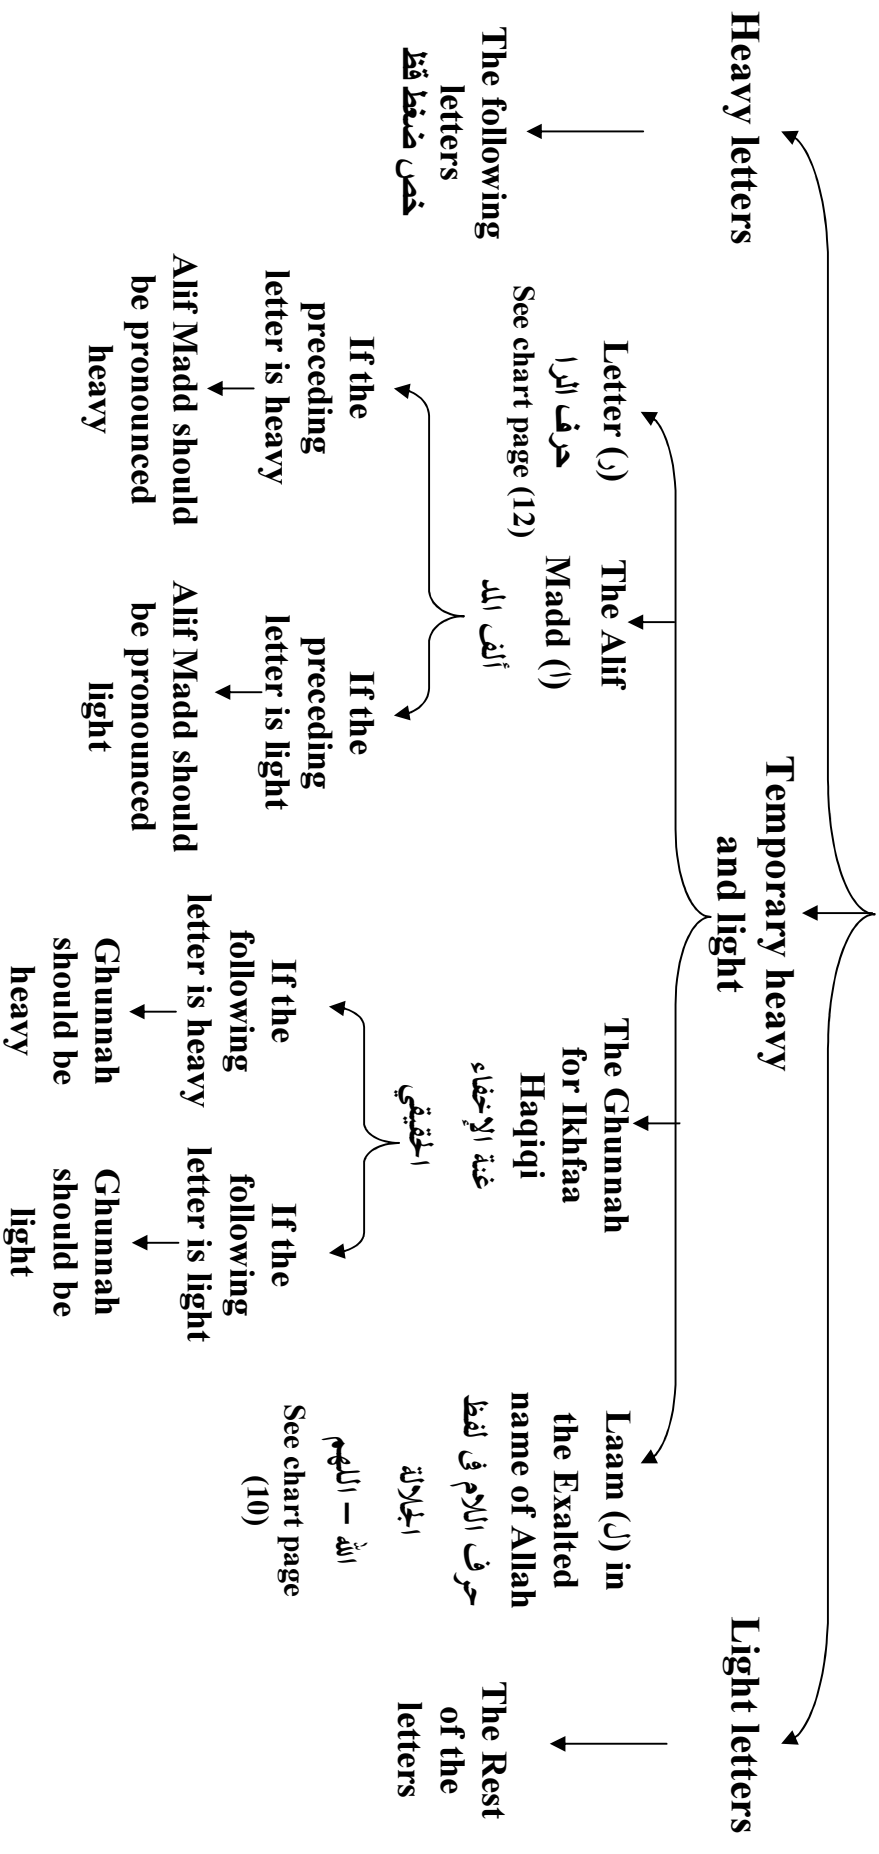 Heavy letters
The following
letters
خص ضغط قظ
Temporary heavy
and light
Letter (ر)
حرف الرا
See chart page (12)
The Alif
Madd (ا)
ألف المد
If the
preceding
letter is heavy
Alif Madd should
be pronounced
heavy
If the
preceding
letter is light
Alif Madd should
be pronounced
light
The Ghunnah
for Ikhfaa
Haqiqi
غنة الإخفاء
الحقيقي
If the
following
letter is heavy
Ghunnah
should be
heavy
If the
following
letter is light
Ghunnah
should be
light
Laam (ل) in
the Exalted
name of Allah
حرف اللام في لفظ
الجلالة
الله – اللهم
See chart page
(10)
Light letters
The Rest
of the
letters